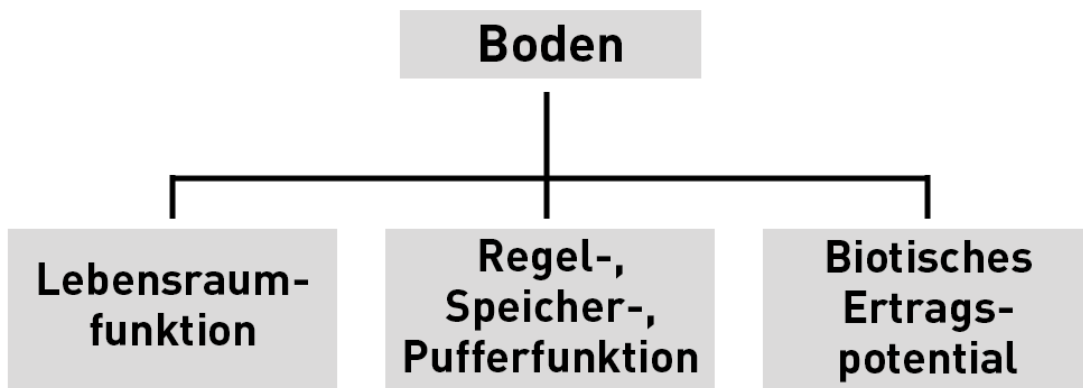 Boden
Lebensraum-
funktion
Regel-,
Speicher-,
Pufferfunktion
Biotisches
Ertrags-
potential